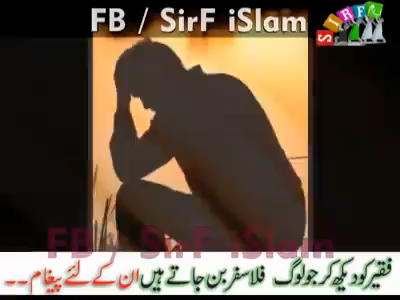 FB / SirF iSlam
SIRF
FB / SirF iSlam
فقیر کو دیکھ کر جو لوگ فلاسفر بن جاتے ہیں ان کے لئے پیغام ۔۔